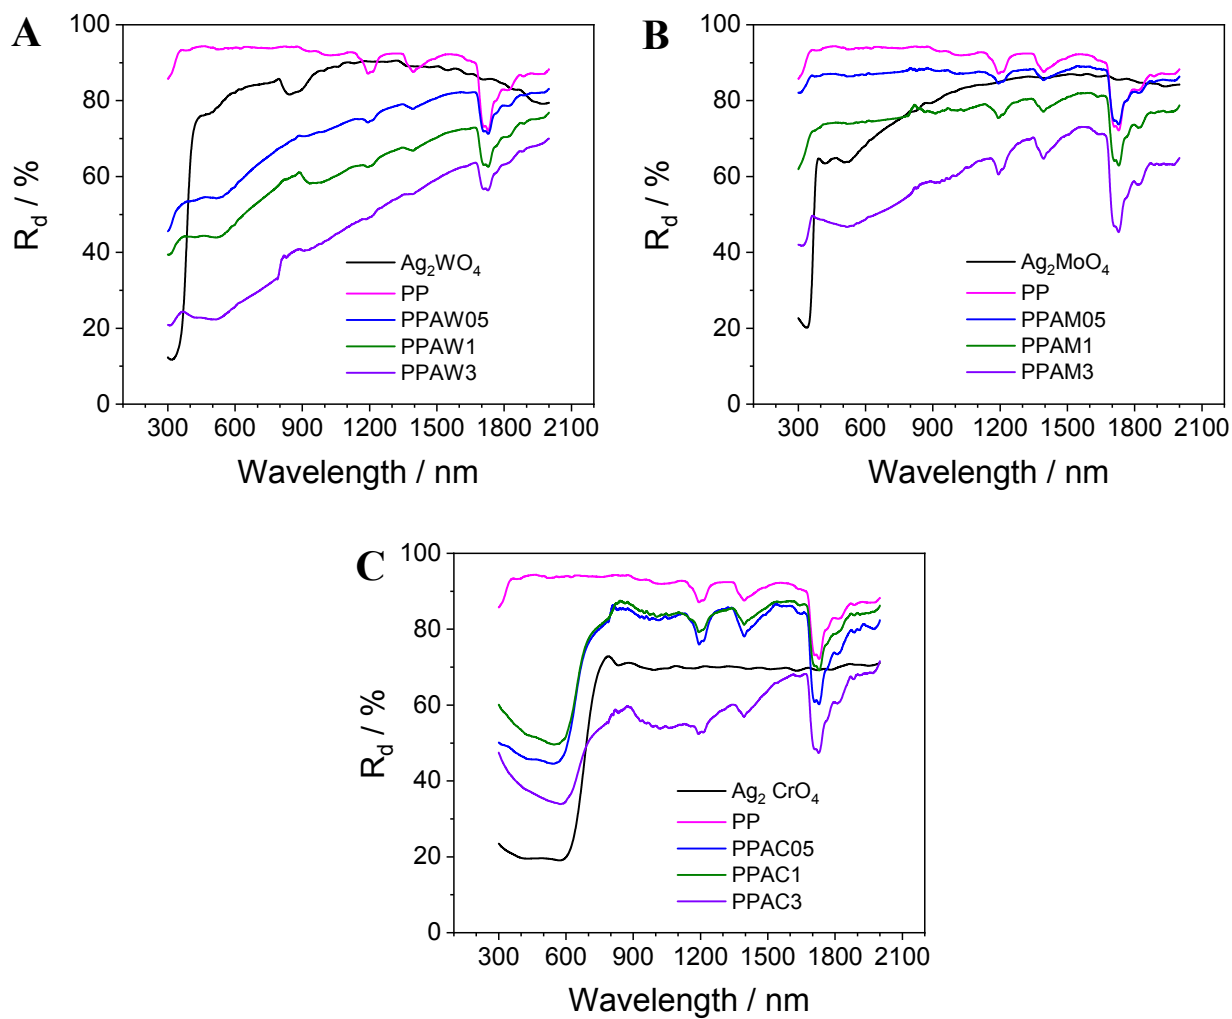 A
100
80
60
40
20
0
R_d / %
Ag₂WO₄
PP
PPAW05
PPAW1
PPAW3
300 600 900 1200 1500 1800 2100
Wavelength / nm
B
100
80
60
40
20
0
R_d / %
Ag₂MoO₄
PP
PPAM05
PPAM1
PPAM3
300 600 900 1200 1500 1800 2100
Wavelength / nm
C
100
80
60
40
20
0
R_d / %
Ag₂ CrO₄
PP
PPAC05
PPAC1
PPAC3
300 600 900 1200 1500 1800 2100
Wavelength / nm